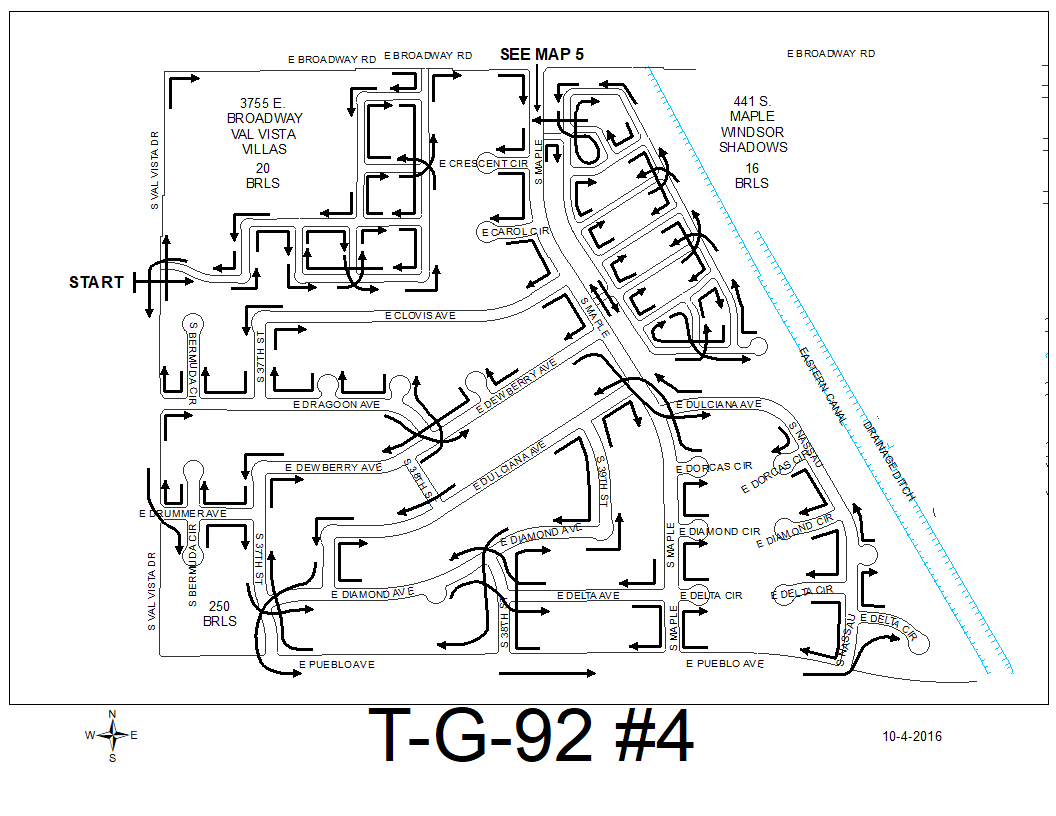 E BROADWAY RD
E BROADWAY RD
SEE MAP 5
E BROADWAY RD
3755 E.
BROADWAY
VAL VISTA
VILLAS
20
BRLS
441 S.
MAPLE
WINDSOR
SHADOWS
16
BRLS
S VAL VISTA DR
E CRESCENT CIR
S MAPLE
E CAROL CIR
START
E CLOVIS AVE
S MAPLE
S BERMUDA CIR
S 37TH ST
E DEWBERRY AVE
EASTERN CANAL
E DRAGOON AVE
E DULCIANA AVE
S NASSAU
DRAINAGE DITCH
E DEWBERRY AVE
S 38TH S
E DULCIANA AVE
S 39TH ST
E DORCAS CIR
E DORCAS CIR
E DRUMMER AVE
S BERMUDA CIR
S 37TH ST
E DIAMOND AVE
S MAPLE
E DIAMOND CIR
E DIAMOND CIR
S VAL VISTA DR
250
BRLS
E DIAMOND AVE
S 38TH ST
E DELTA AVE
E DELTA CIR
E DELTA CIR
S MAPLE
S NASSAU
E DELTA CIR
E PUEBLO AVE
E PUEBLO AVE
N
W E
S
T-G-92 #4
10-4-2016